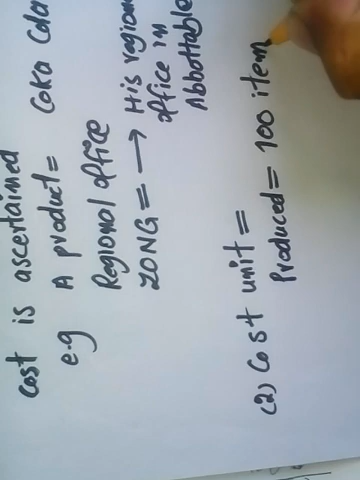 cost is ascertained
e.g A product = Coka Cola
Regional office
ZONG = → His region
office in
Abbottabad
(2) Cost unit =
Produced = 100 item